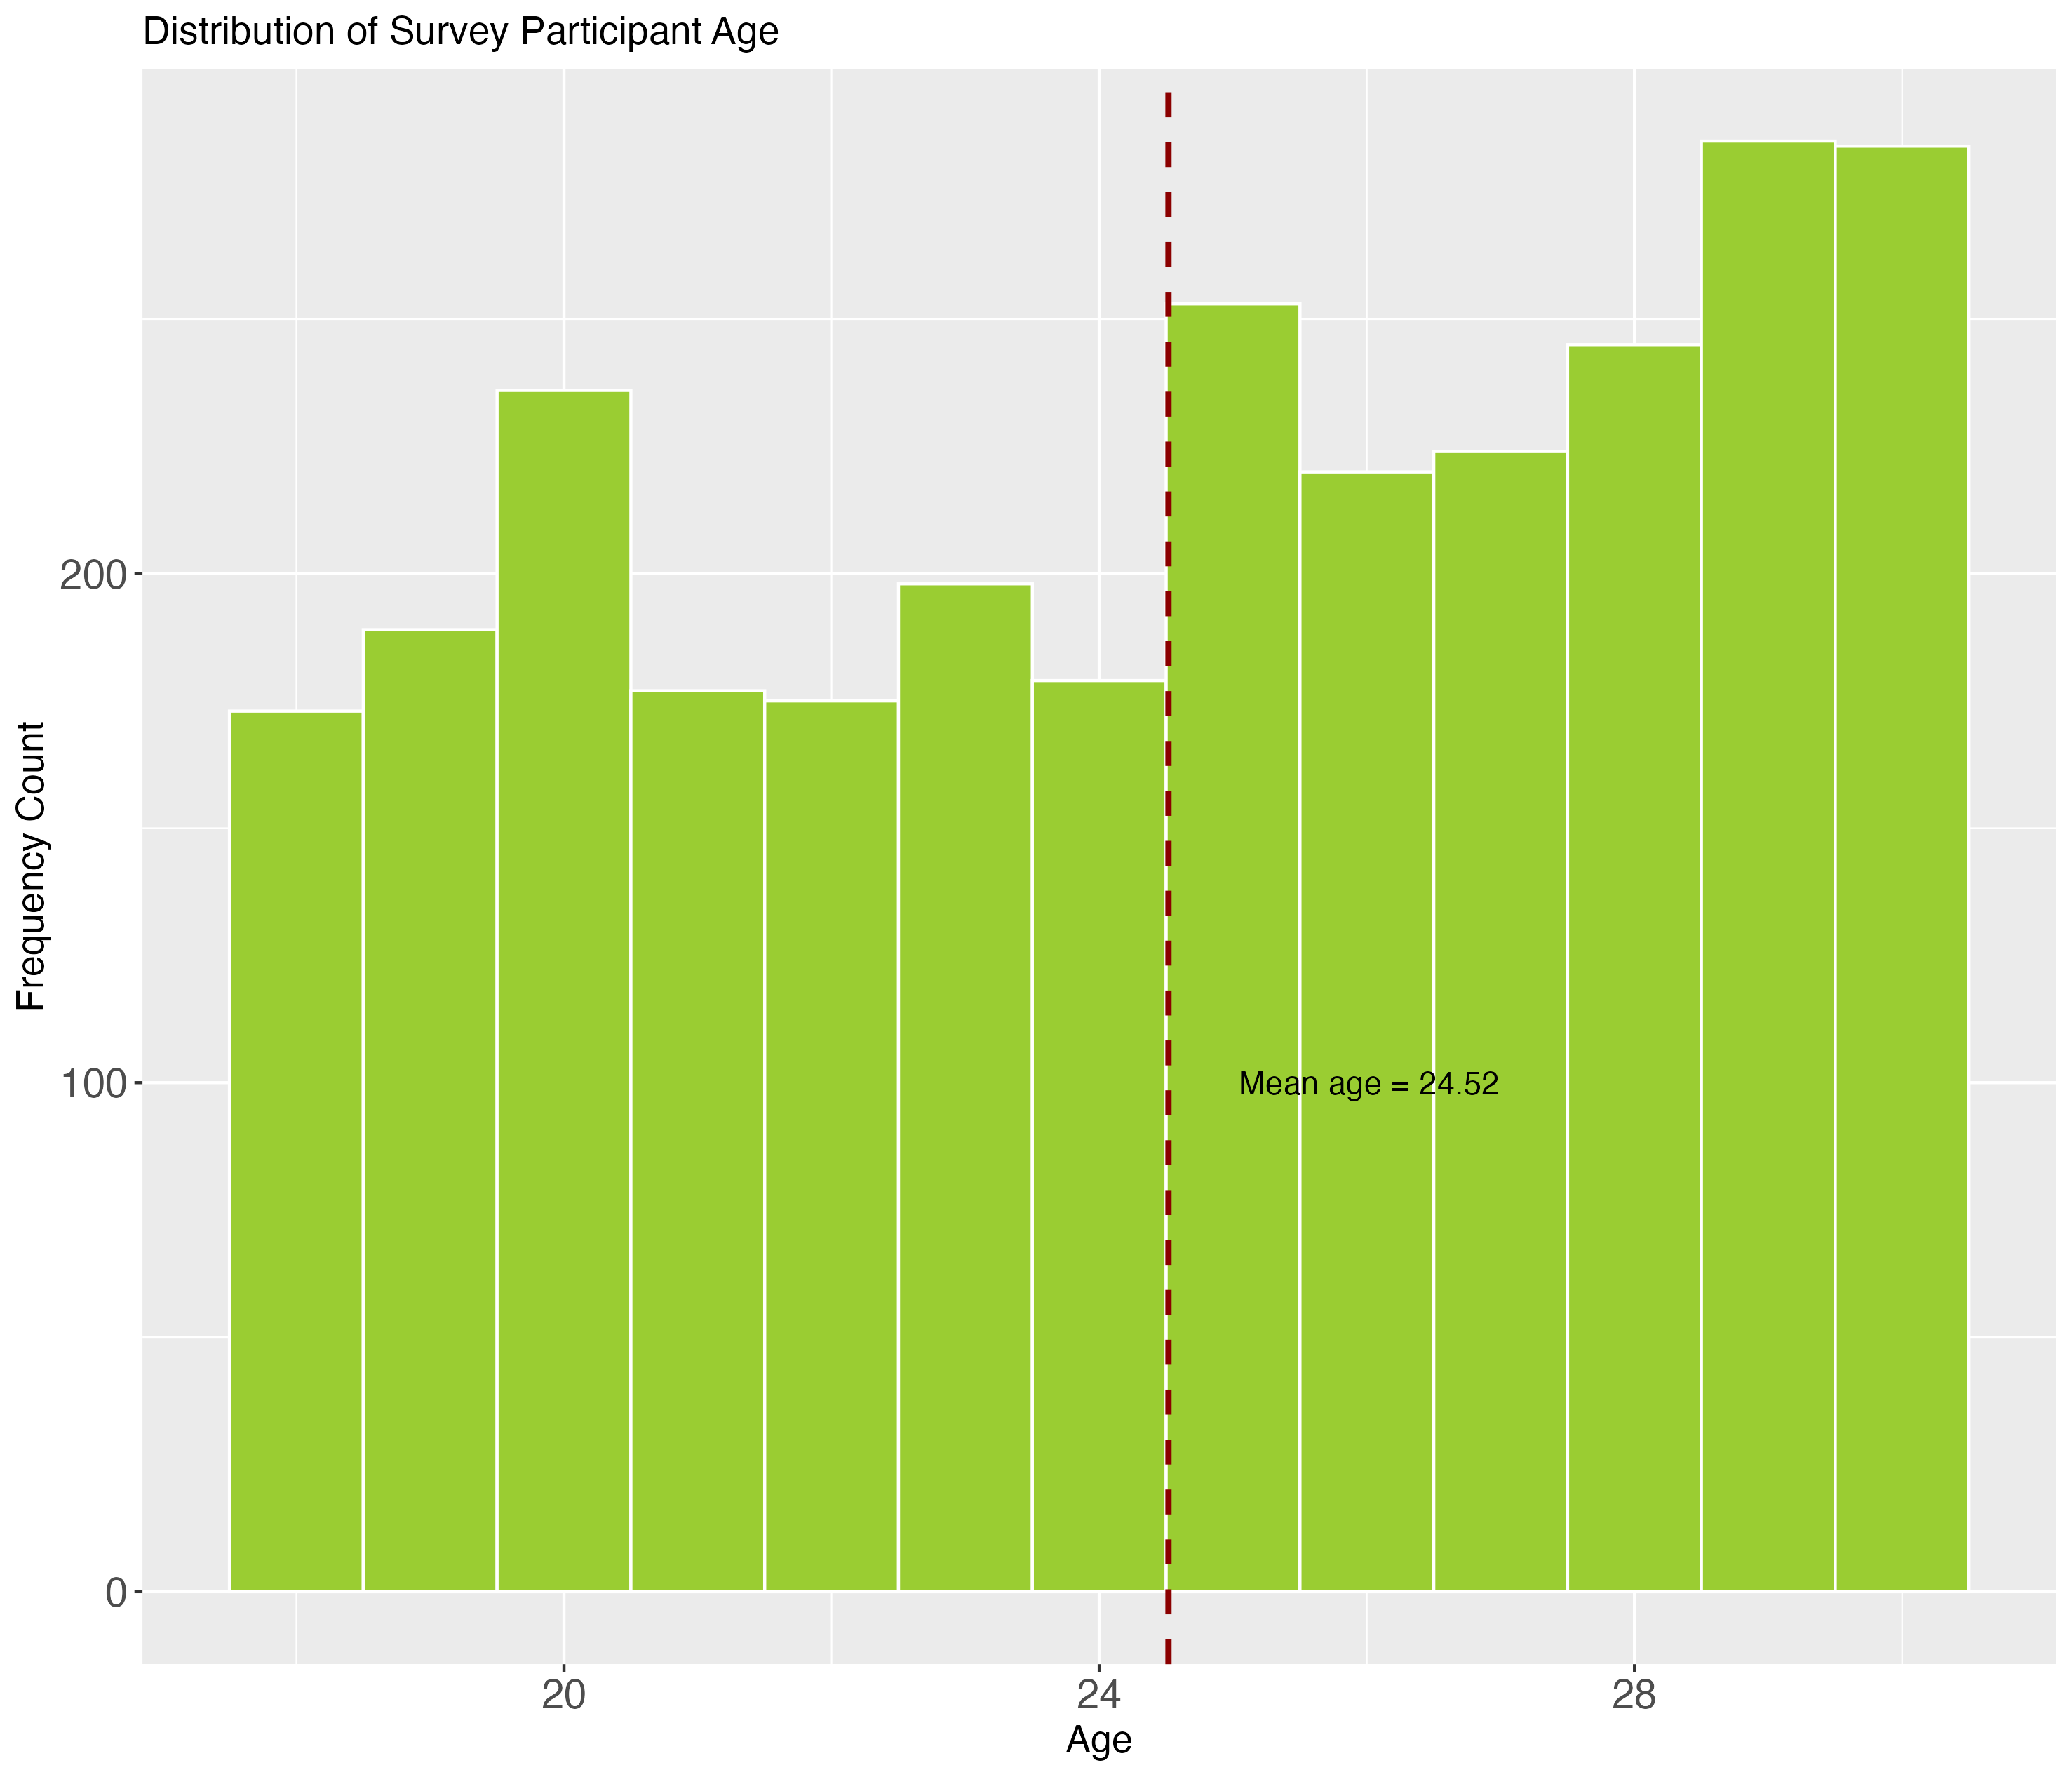 Distribution of Survey Participant Age
Frequency Count
200
100
0
Mean age = 24.52
20
24
28
Age